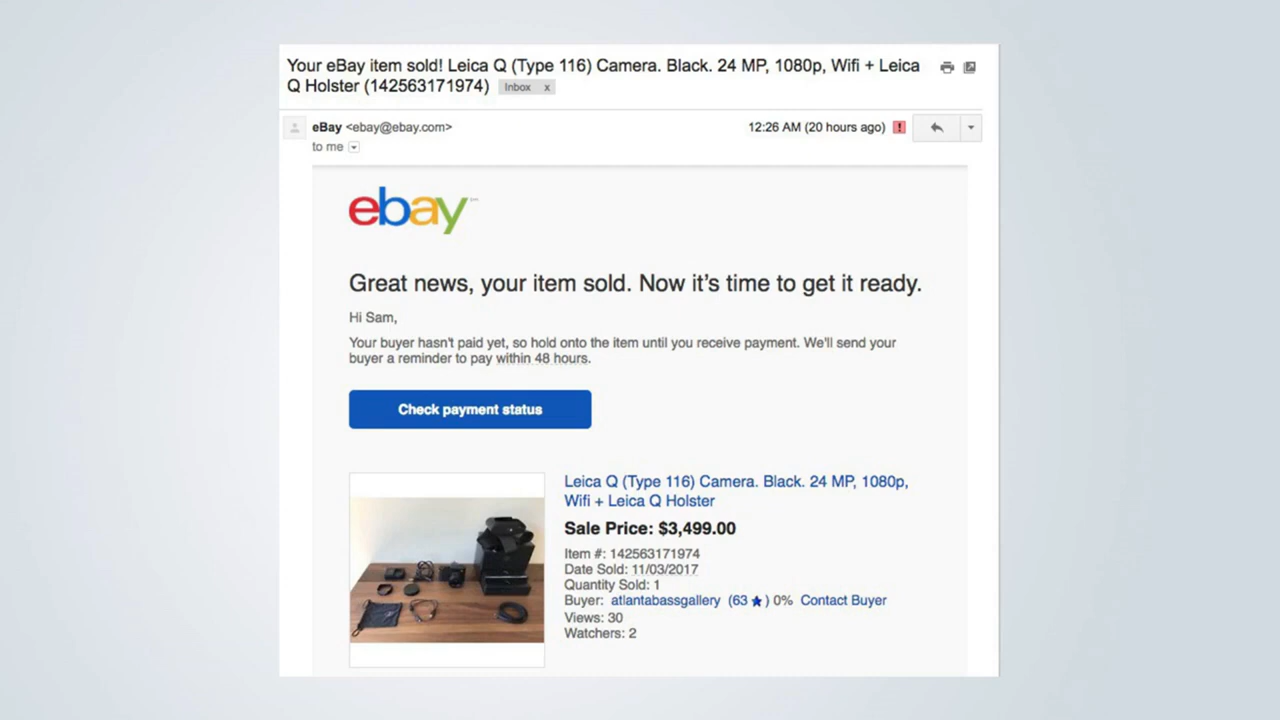 Your eBay item sold! Leica Q (Type 116) Camera. Black. 24 MP, 1080p, Wifi + Leica
Q Holster (142563171974) Inbox x
eBay <ebay@ebay.com> 12:26 AM (20 hours ago) !
to me
ebay
Great news, your item sold. Now it's time to get it ready.
Hi Sam,
Your buyer hasn't paid yet, so hold onto the item until you receive payment. We'll send your
buyer a reminder to pay within 48 hours.
Check payment status
Leica Q (Type 116) Camera. Black. 24 MP, 1080p,
Wifi + Leica Q Holster
Sale Price: $3,499.00
Item #: 142563171974
Date Sold: 11/03/2017
Quantity Sold: 1
Buyer: atlantabassgallery (63 ★) 0% Contact Buyer
Views: 30
Watchers: 2